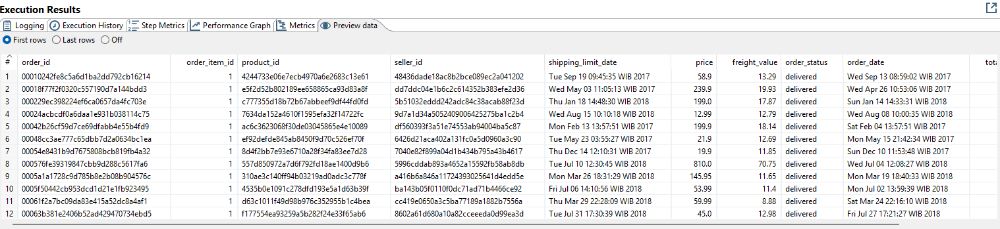 Execution Results
Logging Execution History Step Metrics Performance Graph Metrics Preview data
First rows Last rows Off
# order_id order_item_id product_id seller_id shipping_limit_date price freight_value order_status order_date tota
1 00010242fe8c5a6d1ba2dd792cb16214 1 4244733e06e7ecb4970a6e2683c13e61 48436dade18ac8b2bce089ec2a041202 Tue Sep 19 09:45:35 WIB 2017 58.9 13.29 delivered Wed Sep 13 08:59:02 WIB 2017
2 00018f77f2f0320c557190d7a144bdd3 1 e5f2d52b802189ee658865ca93d83a8f dd7ddc04e1b6c2c614352b383efe2d36 Wed May 03 11:05:13 WIB 2017 239.9 19.93 delivered Wed Apr 26 10:53:06 WIB 2017
3 000229ec398224ef6ca0657da4fc703e 1 c777355d18b72b67abbeef9df44fd0fd 5b51032eddd242adc84c38acab88f23d Thu Jan 18 14:48:30 WIB 2018 199.0 17.87 delivered Sun Jan 14 14:33:31 WIB 2018
4 00024acbcdf0a6daa1e931b038114c75 1 7634da152a4610f1595efa32f14722fc 9d7a1d34a5052409006425275ba1c2b4 Wed Aug 15 10:10:18 WIB 2018 12.99 12.79 delivered Wed Aug 08 10:00:35 WIB 2018
5 00042b26cf59d7ce69dfabb4e55b4fd9 1 ac6c3623068f30de03045865e4e10089 df560393f3a51e74553ab94004ba5c87 Mon Feb 13 13:57:51 WIB 2017 199.9 18.14 delivered Sat Feb 04 13:57:51 WIB 2017
6 00048cc3ae777c65dbb7d2a0634bc1ea 1 ef92defde845ab8450f9d70c526ef70f 6426d21aca402a131fc0a5d0960a3c90 Tue May 23 03:55:27 WIB 2017 21.9 12.69 delivered Mon May 15 21:42:34 WIB 2017
7 00054e8431b9d7675808bcb819fb4a32 1 8d4f2bb7e93e6710a28f34fa83ee7d28 7040e82f899a04d1b434b795a43b4617 Thu Dec 14 12:10:31 WIB 2017 19.9 11.85 delivered Sun Dec 10 11:53:48 WIB 2017
8 000576fe39319847cbb9d288c5617fa6 1 557d850972a7d6f792fd18ae1400d9b6 5996cddab893a4652a15592fb58ab8db Tue Jul 10 12:30:45 WIB 2018 810.0 70.75 delivered Wed Jul 04 12:08:27 WIB 2018
9 0005a1a1728c9d785b8e2b08b904576c 1 310ae3c140ff94b03219ad0adc3c778f a416b6a846a11724393025641d4edd5e Mon Mar 26 18:31:29 WIB 2018 145.95 11.65 delivered Mon Mar 19 18:40:33 WIB 2018
10 0005f50442cb953dcd1d21e1fb923495 1 4535b0e1091c278dfd193e5a1d63b39f ba143b05f0110f0dc71ad71b4466ce92 Fri Jul 06 14:10:56 WIB 2018 53.99 11.4 delivered Mon Jul 02 13:59:39 WIB 2018
11 00061f2a7bc09da83e415a52dc8a4af1 1 d63c1011f49d98b976c352955b1c4bea cc419e0650a3c5ba77189a1882b7556a Thu Mar 29 22:28:09 WIB 2018 59.99 8.88 delivered Sat Mar 24 22:16:10 WIB 2018
12 00063b381e2406b52ad429470734ebd5 1 f177554ea93259a5b282f24e33f65ab6 8602a61d680a10a82cceeeda0d99ea3d Tue Jul 31 17:30:39 WIB 2018 45.0 12.98 delivered Fri Jul 27 17:21:27 WIB 2018